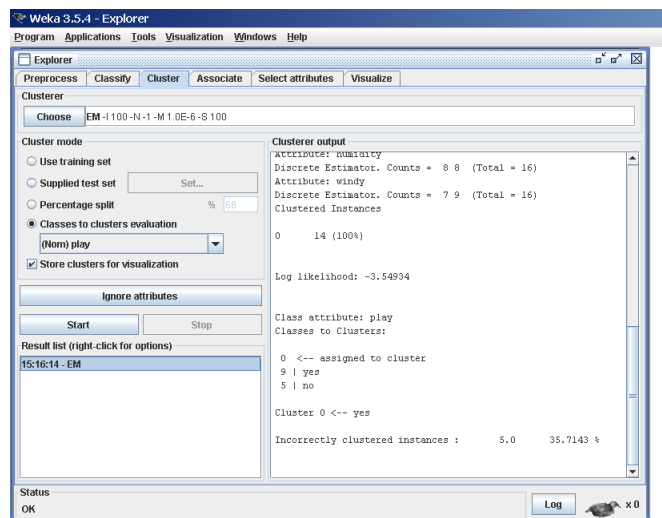 Weka 3.5.4 - Explorer
Program Applications Tools Visualization Windows Help
Explorer
Preprocess Classify Cluster Associate Select attributes Visualize
Clusterer
Choose EM -I 100 -N -1 -M 1.0E-6 -S 100
Cluster mode
Use training set
Supplied test set Set...
Percentage split % 66
Classes to clusters evaluation
(Nom) play
Store clusters for visualization
Ignore attributes
Start Stop
Result list (right-click for options)
15:16:14 - EM
Clusterer output
Attribute: humidity
Discrete Estimator. Counts = 8 8 (Total = 16)
Attribute: windy
Discrete Estimator. Counts = 7 9 (Total = 16)
Clustered Instances
0 14 (100%)
Log likelihood: -3.54934
Class attribute: play
Classes to Clusters:
0 <-- assigned to cluster
9 | yes
5 | no
Cluster 0 <-- yes
Incorrectly clustered instances : 5.0 35.7143 %
Status
OK
Log x 0